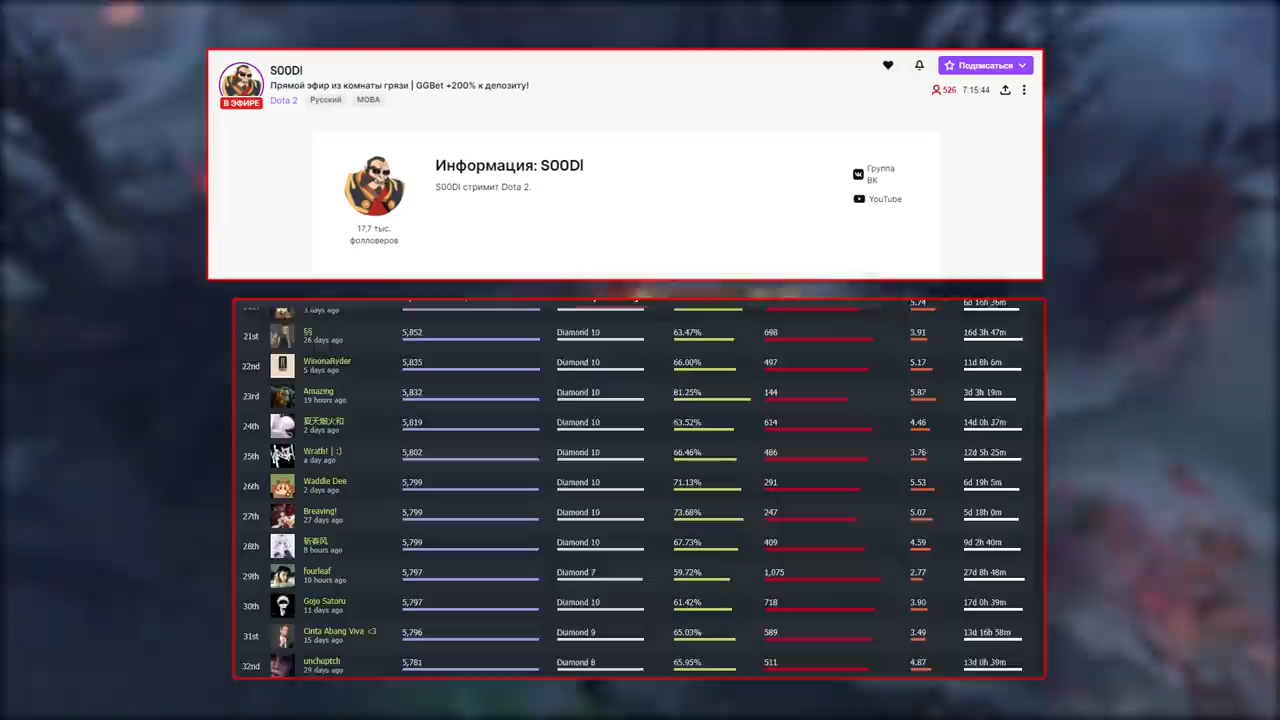 S00DI
Прямой эфир из комнаты грязи | GGBet +200% к депозиту!
В ЭФИРЕ
Dota 2 Русский MOBA
Подписаться
526 7:15:44
Информация: S00DI
S00DI стримит Dota 2.
Группа
ВК
YouTube
17,7 тыс.
фолловеров
3 days ago 5.74 6d 16h 36m
21st §§ 26 days ago 5,852 Diamond 10 63.47% 698 3.91 16d 3h 47m
22nd WinonaRyder 5 days ago 5,835 Diamond 10 66.00% 497 5.17 11d 8h 6m
23rd Amazing 19 hours ago 5,832 Diamond 10 81.25% 144 5.87 3d 3h 19m
24th 夏天烟火和 2 days ago 5,819 Diamond 10 63.52% 614 4.46 14d 0h 37m
25th Wrath! | :) a day ago 5,802 Diamond 10 66.46% 486 3.76 12d 5h 25m
26th Waddle Dee 2 days ago 5,799 Diamond 10 71.13% 291 5.53 6d 19h 5m
27th Breaving! 27 days ago 5,799 Diamond 10 73.68% 247 5.07 5d 18h 0m
28th 斩春风 8 hours ago 5,799 Diamond 10 67.73% 409 4.59 9d 2h 40m
29th fourleaf 10 hours ago 5,797 Diamond 7 59.72% 1,075 2.77 27d 8h 48m
30th Gojo Satoru 11 days ago 5,797 Diamond 10 61.42% 718 3.90 17d 0h 39m
31st Cinta Abang Viva <3 15 days ago 5,796 Diamond 9 65.03% 589 3.49 13d 16h 58m
32nd unchuptch 29 days ago 5,781 Diamond 8 65.95% 511 4.87 13d 0h 39m